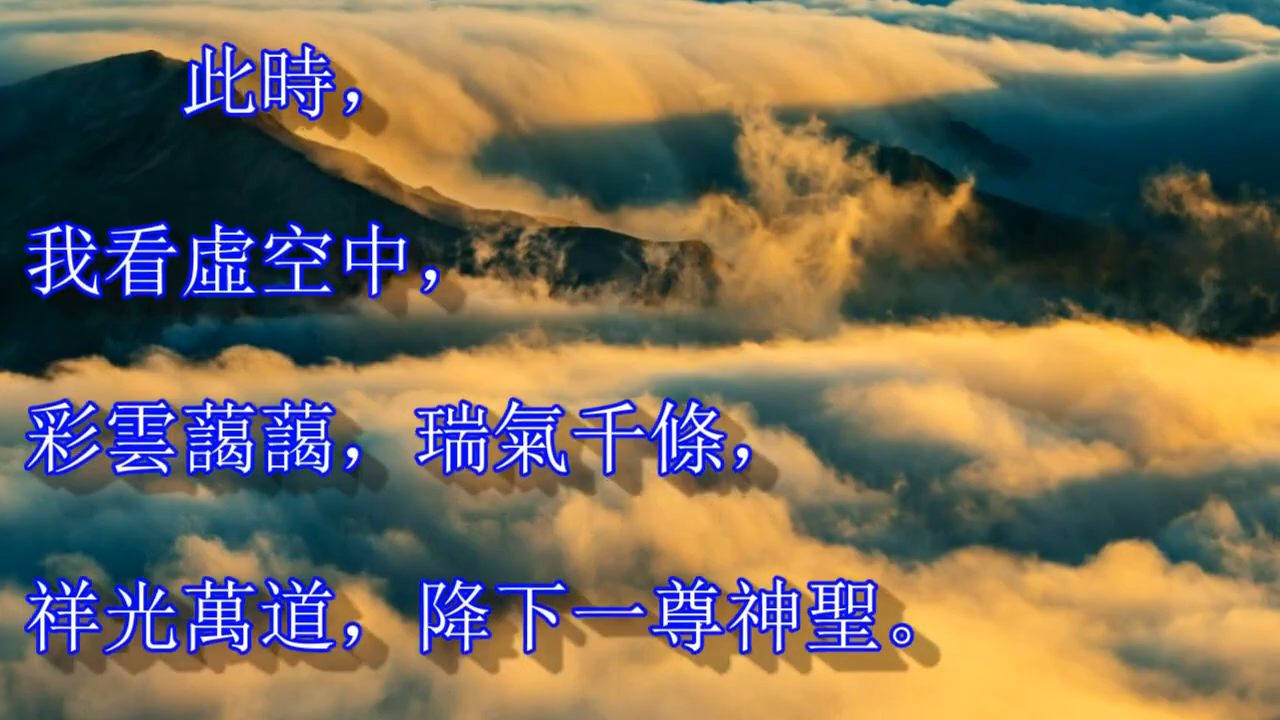 此時，
我看虛空中，
彩雲藹藹，瑞氣千條，
祥光萬道，降下一尊神聖。